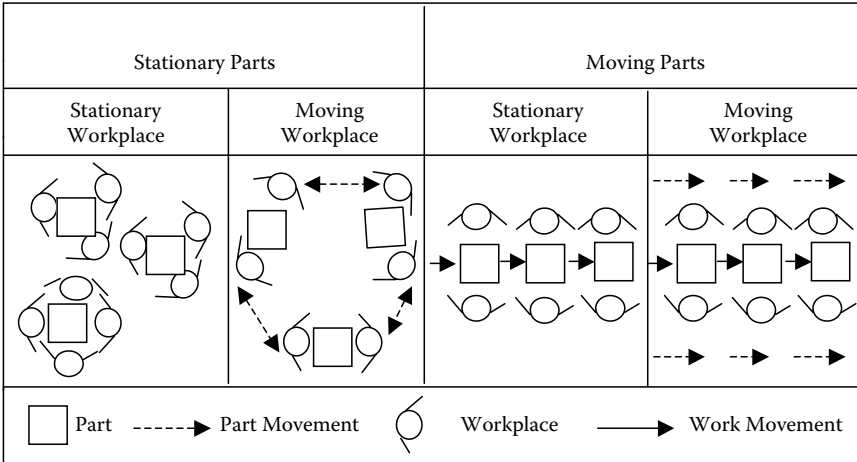 Stationary Parts
Moving Parts
Stationary
Workplace
Moving
Workplace
Stationary
Workplace
Moving
Workplace
Part
Part Movement
Workplace
Work Movement